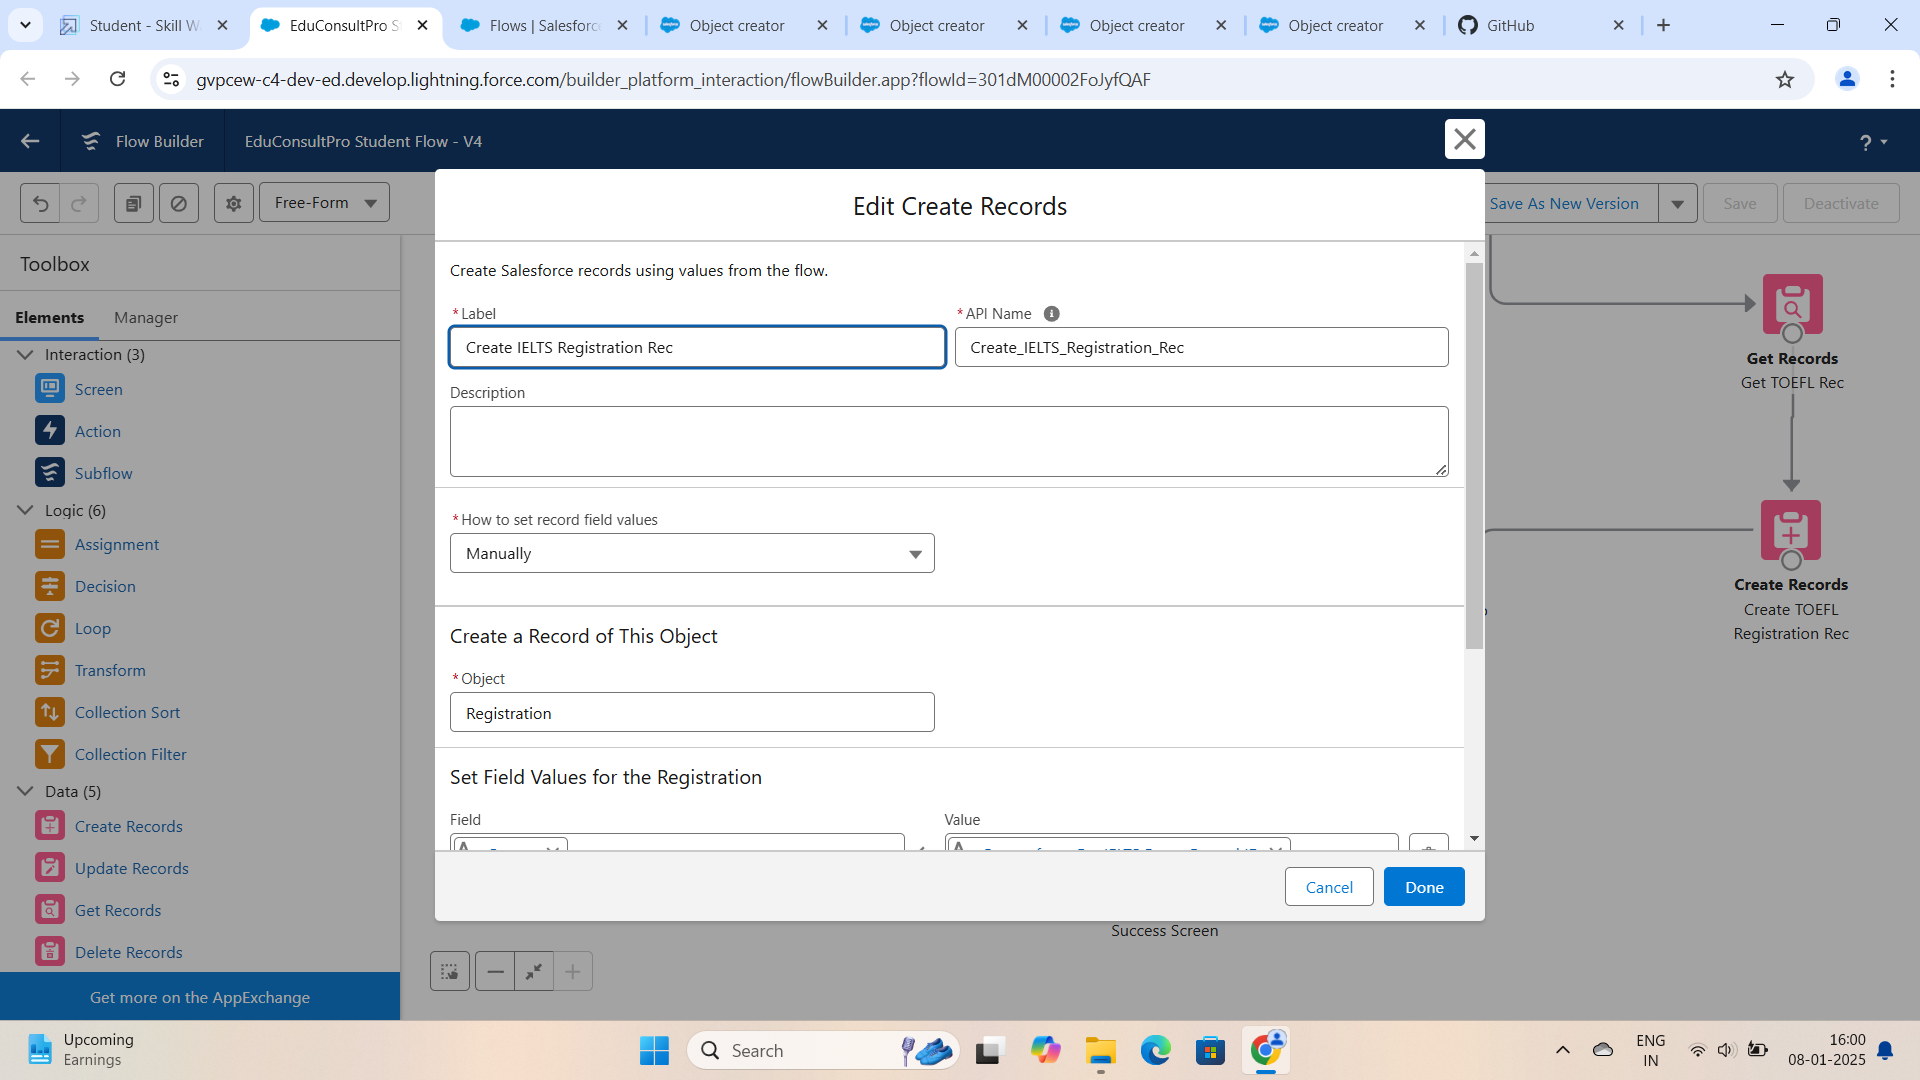 Student - Skill W
EduConsultPro S
Flows | Salesforc
Object creator
Object creator
Object creator
Object creator
GitHub
gvpcew-c4-dev-ed.develop.lightning.force.com/builder_platform_interaction/flowBuilder.app?flowId=301dM00002FoJyfQAF
Flow Builder
EduConsultPro Student Flow - V4
?
Free-Form
Save As New Version
Save
Deactivate
Toolbox
Elements
Manager
Interaction (3)
Screen
Action
Subflow
Logic (6)
Assignment
Decision
Loop
Transform
Collection Sort
Collection Filter
Data (5)
Create Records
Update Records
Get Records
Delete Records
Get more on the AppExchange
Edit Create Records
Create Salesforce records using values from the flow.
*Label
Create IELTS Registration Rec
*API Name
Create_IELTS_Registration_Rec
Description
*How to set record field values
Manually
Create a Record of This Object
*Object
Registration
Set Field Values for the Registration
Field
Value
Cancel
Done
Get Records
Get TOEFL Rec
Create Records
Create TOEFL
Registration Rec
Success Screen
Upcoming
Earnings
Search
ENG
IN
16:00
08-01-2025